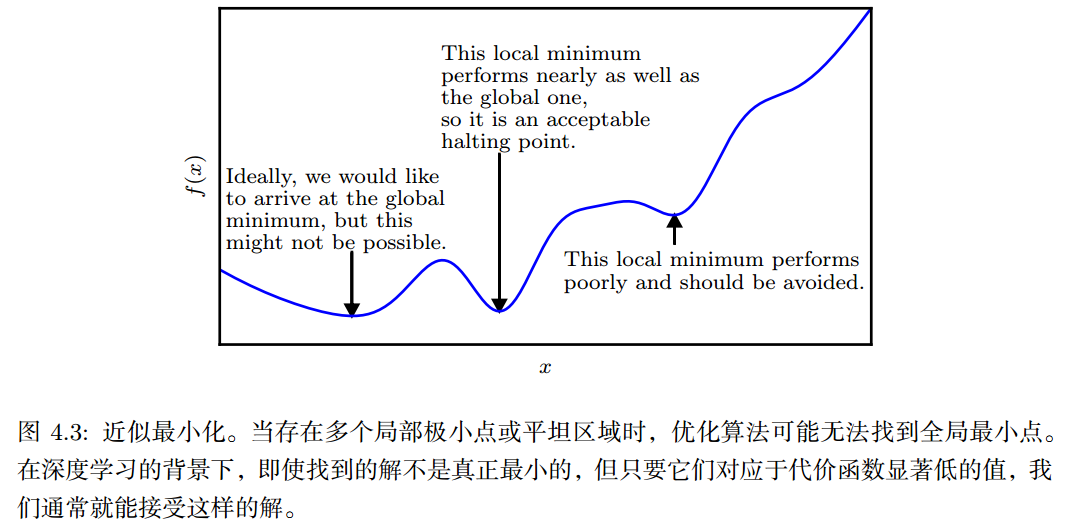 This local minimum
performs nearly as well as
the global one,
so it is an acceptable
halting point.
f(x)
Ideally, we would like
to arrive at the global
minimum, but this
might not be possible.
This local minimum performs
poorly and should be avoided.
x
图 4.3: 近似最小化。当存在多个局部极小点或平坦区域时，优化算法可能无法找到全局最小点。
在深度学习的背景下，即使找到的解不是真正最小的，但只要它们对应于代价函数显著低的值，我
们通常就能接受这样的解。